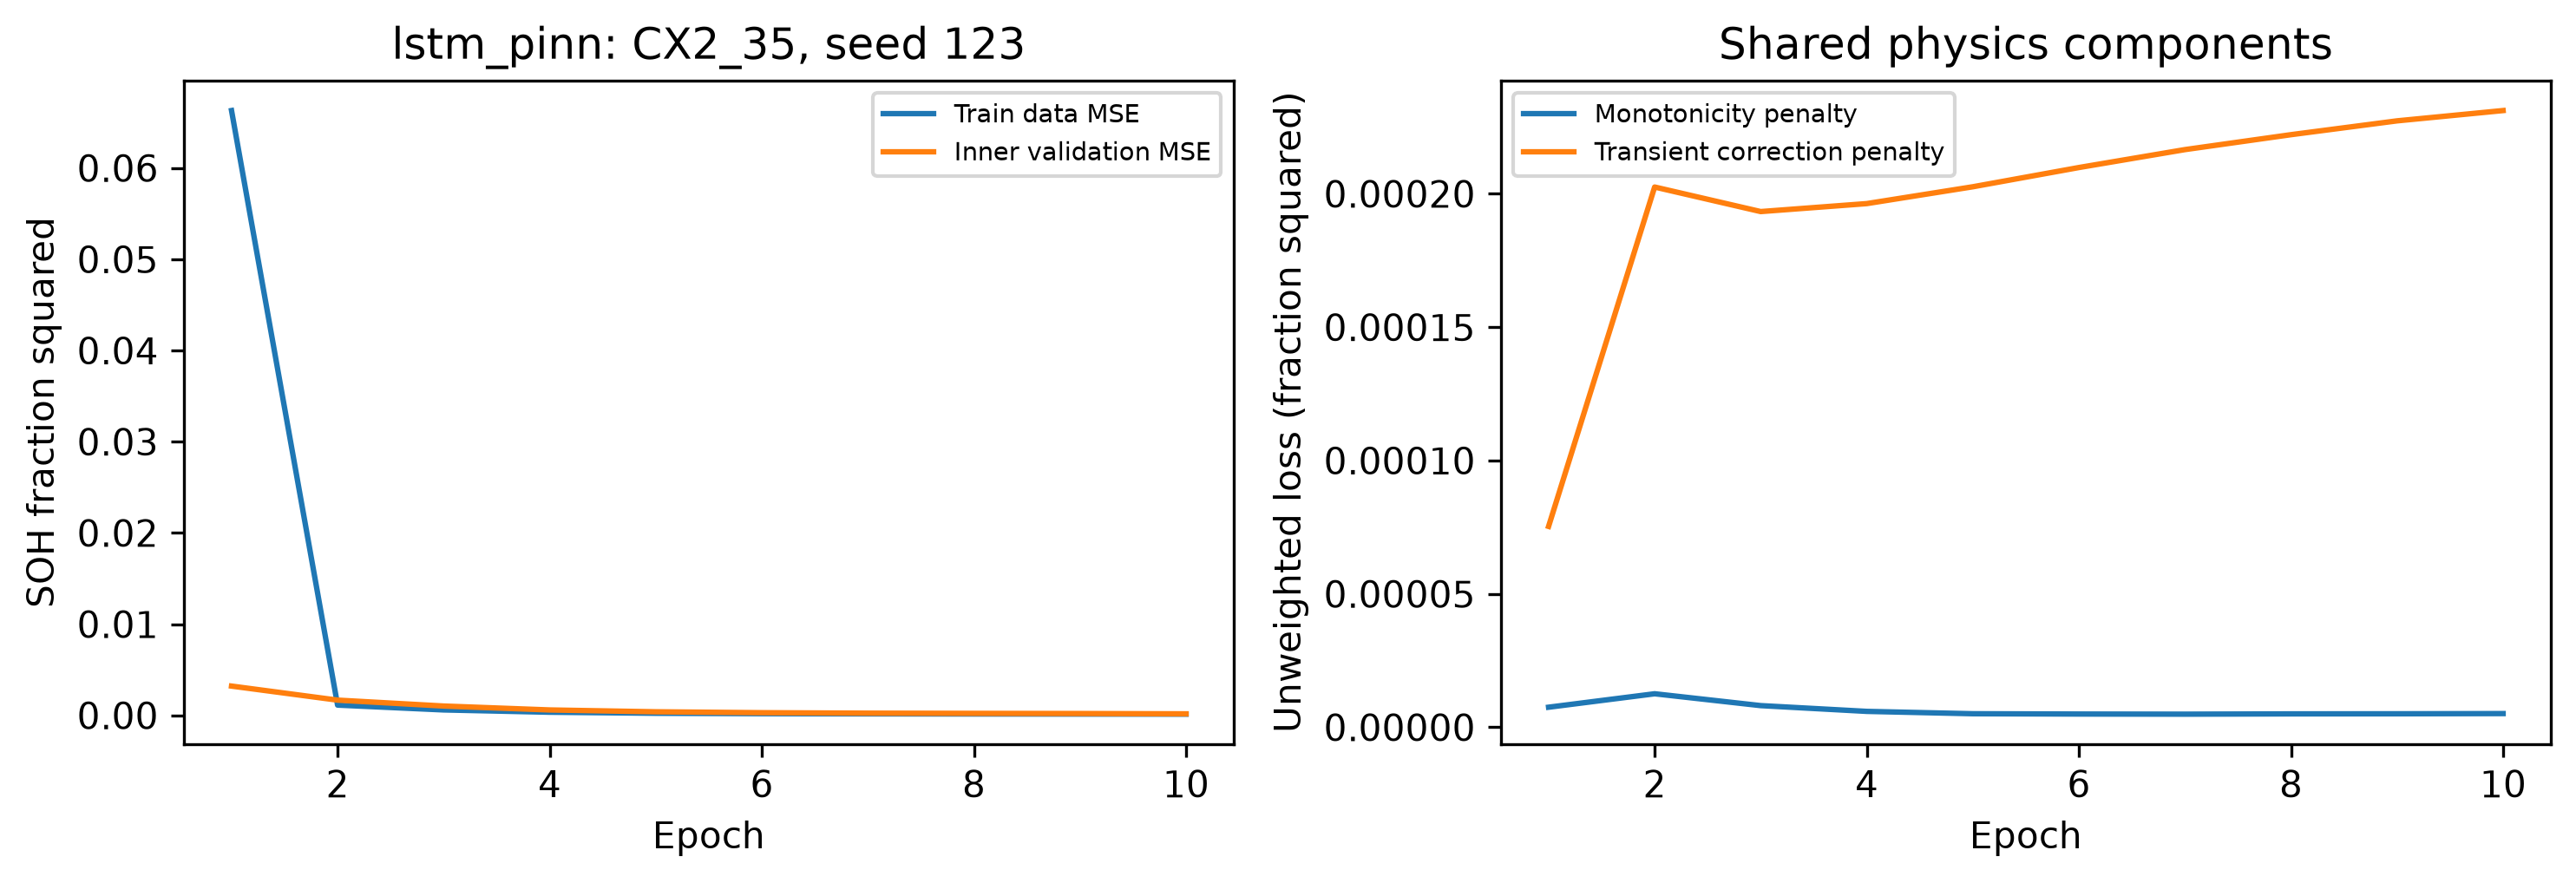 lstm_pinn: CX2_35, seed 123
Train data MSE
Inner validation MSE
SOH fraction squared
0.06
0.05
0.04
0.03
0.02
0.01
0.00
2
4
6
8
10
Epoch
Shared physics components
Monotonicity penalty
Transient correction penalty
Unweighted loss (fraction squared)
0.00020
0.00015
0.00010
0.00005
0.00000
2
4
6
8
10
Epoch